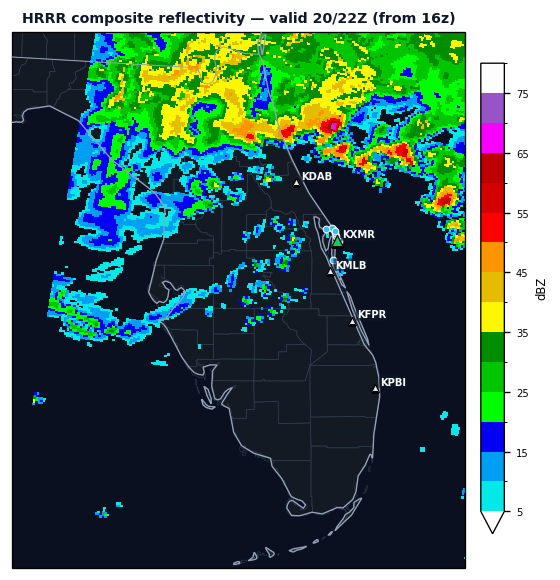 HRRR composite reflectivity — valid 20/22Z (from 16z)
KDAB
KXMR
KMLB
KFPR
KPBI
75
65
55
45
35
25
15
5
dBZ